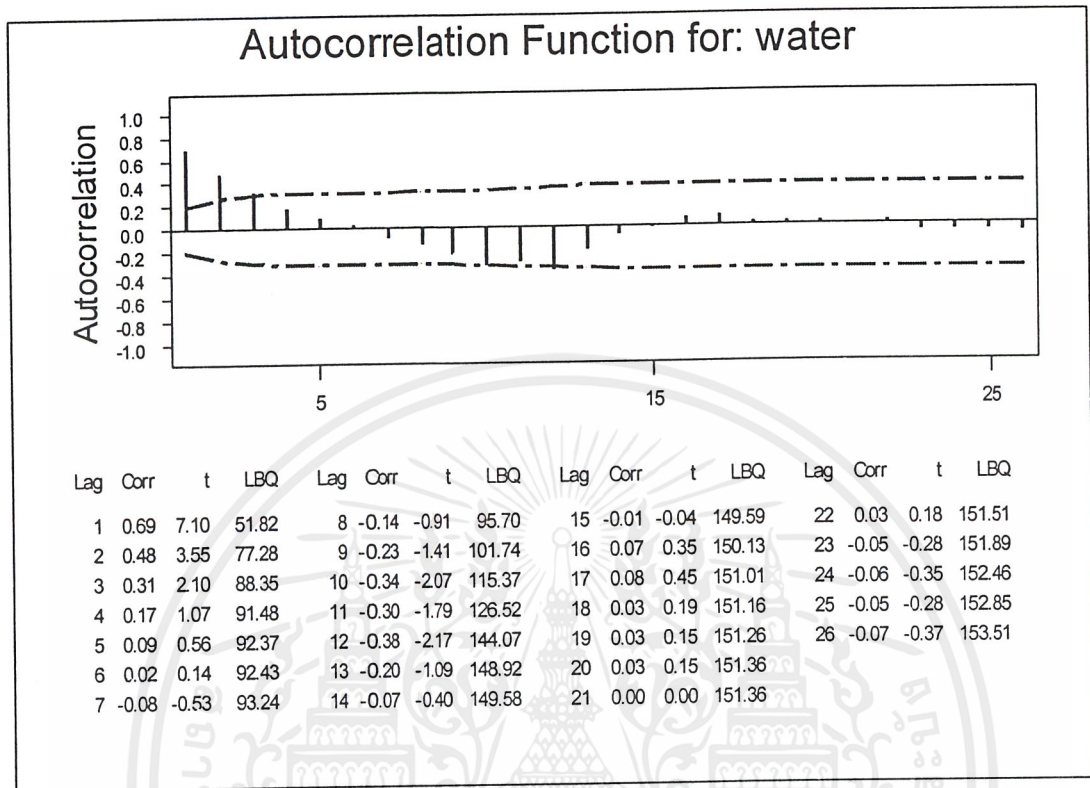 Autocorrelation Function for: water
Autocorrelation
1.0
0.8
0.6
0.4
0.2
0.0
-0.2
-0.4
-0.6
-0.8
-1.0
5 15 25
Lag Corr t LBQ Lag Corr t LBQ Lag Corr t LBQ Lag Corr t LBQ
1 0.69 7.10 51.82 8 -0.14 -0.91 95.70 15 -0.01 -0.04 149.59 22 0.03 0.18 151.51
2 0.48 3.55 77.28 9 -0.23 -1.41 101.74 16 0.07 0.35 150.13 23 -0.05 -0.28 151.89
3 0.31 2.10 88.35 10 -0.34 -2.07 115.37 17 0.08 0.45 151.01 24 -0.06 -0.35 152.46
4 0.17 1.07 91.48 11 -0.30 -1.79 126.52 18 0.03 0.19 151.16 25 -0.05 -0.28 152.85
5 0.09 0.56 92.37 12 -0.38 -2.17 144.07 19 0.03 0.15 151.26 26 -0.07 -0.37 153.51
6 0.02 0.14 92.43 13 -0.20 -1.09 148.92 20 0.03 0.15 151.36
7 -0.08 -0.53 93.24 14 -0.07 -0.40 149.58 21 0.00 0.00 151.36